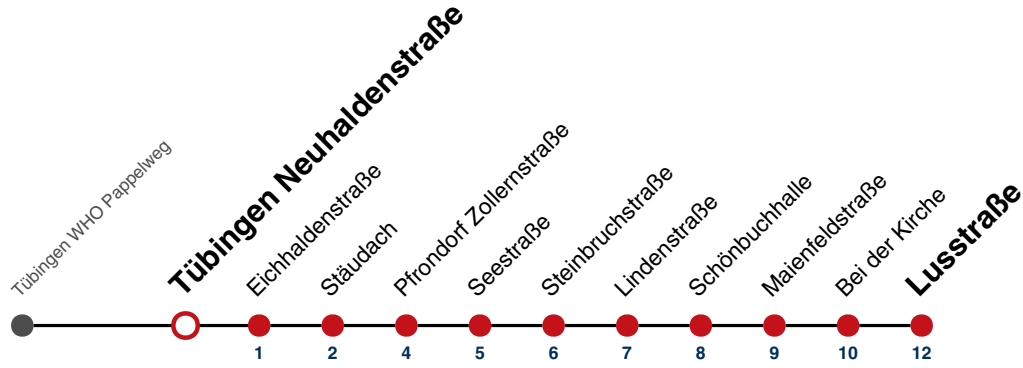 Tübingen WHO Pappelweg
Tübingen Neuhaldenstraße
Eichhaldenstraße
Stäudach
Pfrondorf Zollernstraße
Seestraße
Steinbruchstraße
Lindenstraße
Schönbuchhalle
Maienfeldstraße
Bei der Kirche
Lusstraße
1 2 4 5 6 7 8 9 10 12